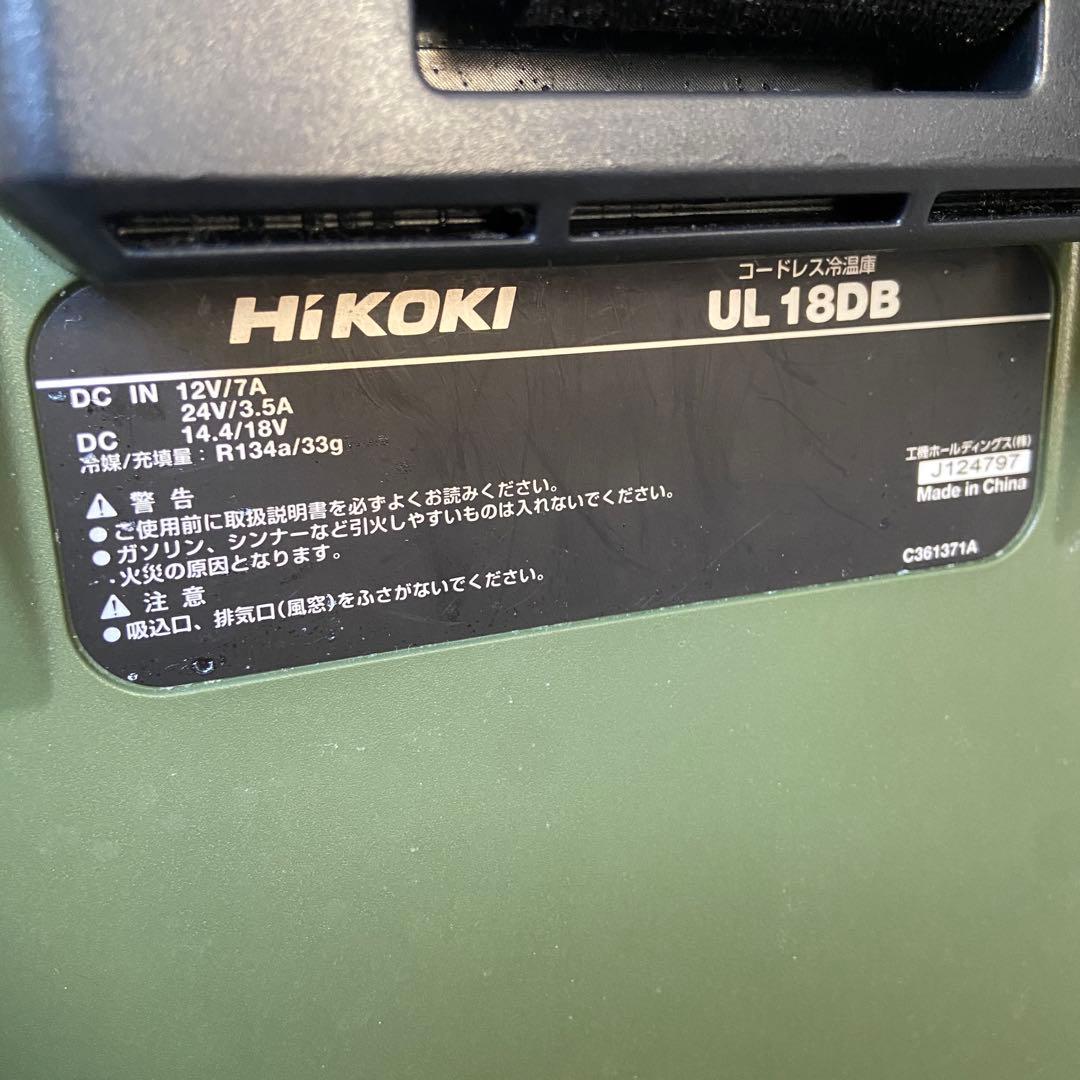 HiKOKI
コードレス冷温庫
UL 18DB
DC IN 12V/7A
24V/3.5A
DC 14.4/18V
冷媒/充填量: R134a/33g
工機ホールディングス(株)
J124797
Made in China
⚠ 警告
● ご使用前に取扱説明書を必ずよくお読みください。
● ガソリン、シンナーなど引火しやすいものは入れないでください。
火災の原因となります。
⚠ 注意
● 吸込口、排気口(風窓)をふさがないでください。
C361371A